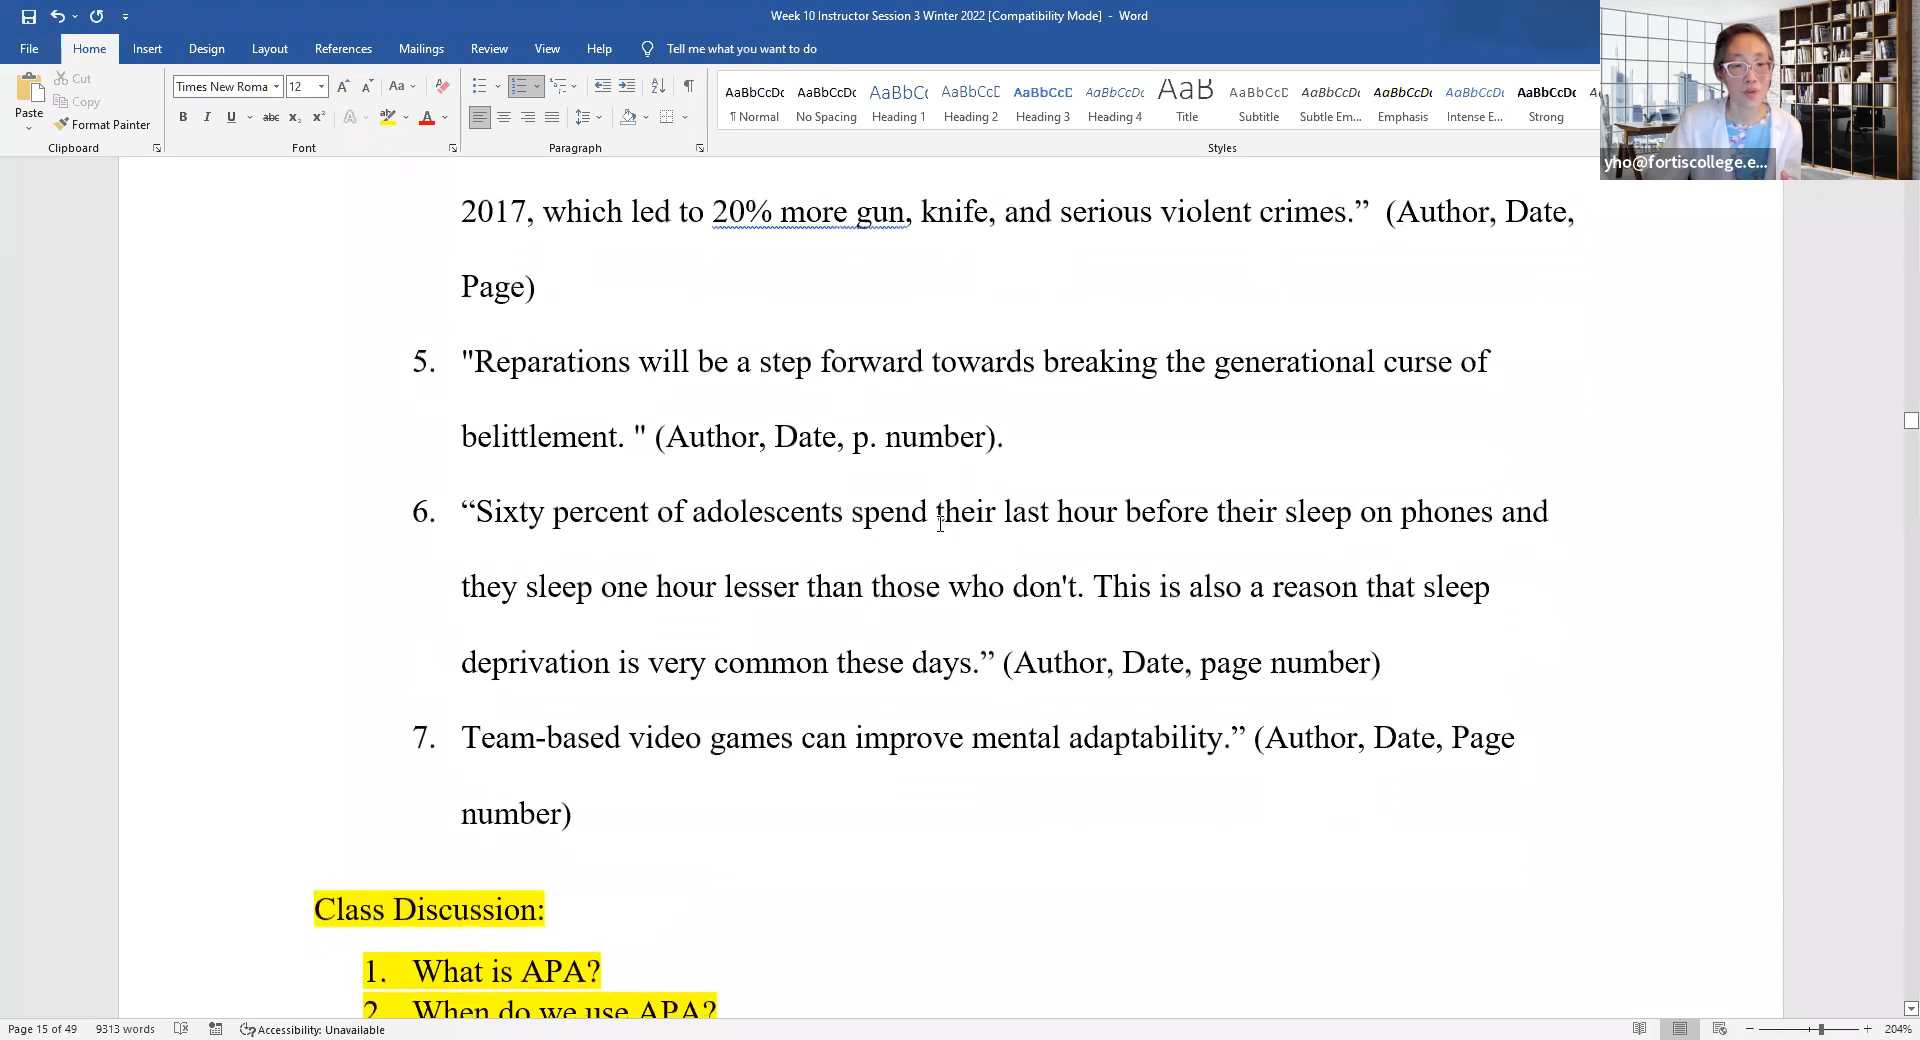 Week 10 Instructor Session 3 Winter 2022 [Compatibility Mode] - Word
File Home Insert Design Layout References Mailings Review View Help Tell me what you want to do
Cut
Copy
Paste
Format Painter
Times New Roma 12
Aa
B I U abc x₂ x² A A
AaBbCcDc AaBbCcDc AaBbC AaBbCcD AaBbCcD AaBbCcDc AaB AaBbCcD AaBbCcDc AaBbCcDc AaBbCcDc AaBbCcDc
¶ Normal No Spacing Heading 1 Heading 2 Heading 3 Heading 4 Title Subtitle Subtle Em... Emphasis Intense E... Strong
Clipboard Font Paragraph Styles
yho@fortiscollege.e...
2017, which led to 20% more gun, knife, and serious violent crimes.” (Author, Date,
Page)
5. "Reparations will be a step forward towards breaking the generational curse of
belittlement. " (Author, Date, p. number).
6. “Sixty percent of adolescents spend their last hour before their sleep on phones and
they sleep one hour lesser than those who don't. This is also a reason that sleep
deprivation is very common these days.” (Author, Date, page number)
7. Team-based video games can improve mental adaptability.” (Author, Date, Page
number)
Class Discussion:
1. What is APA?
2. When do we use APA?
Page 15 of 49 9313 words Accessibility: Unavailable 204%